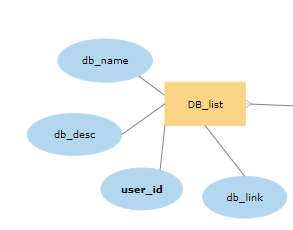 db_name
DB_list
db_desc
user_id
db_link